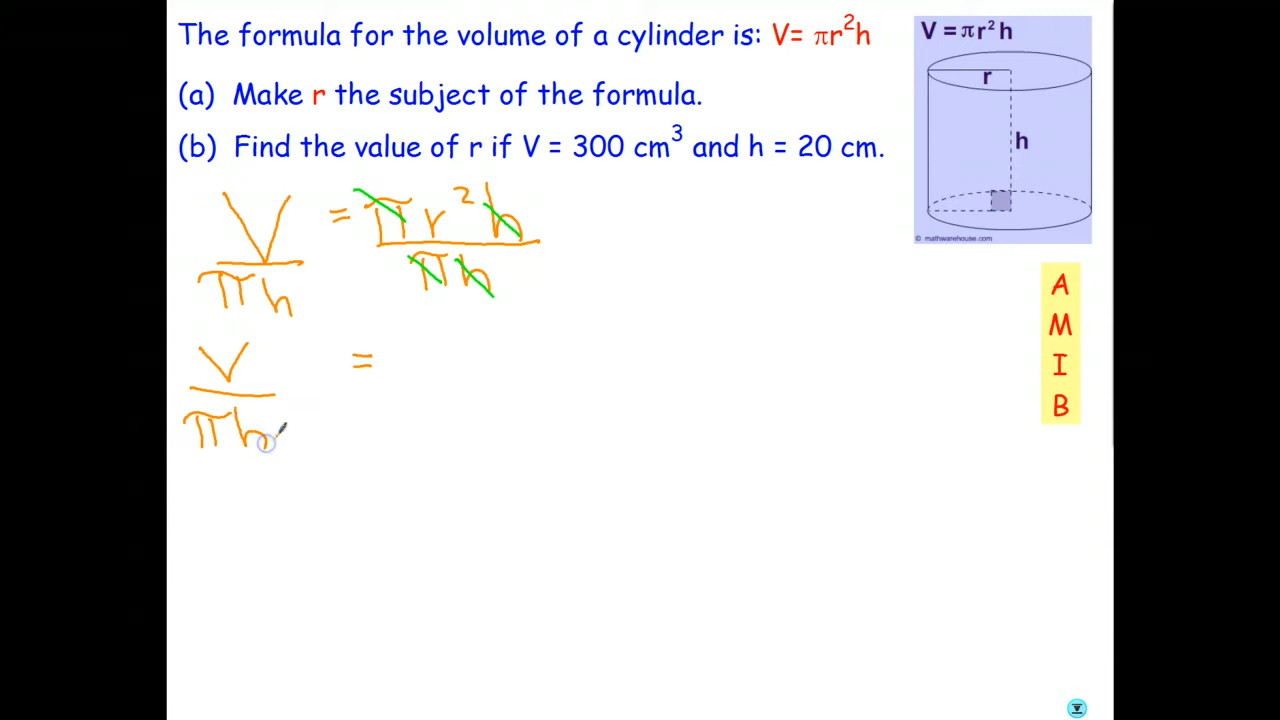 The formula for the volume of a cylinder is: V= πr²h
(a) Make r the subject of the formula.
(b) Find the value of r if V = 300 cm³ and h = 20 cm.
V = πr²h
r
h
© mathwarehouse.com
V = πr²h
πh πh
V =
πh
A
M
I
B